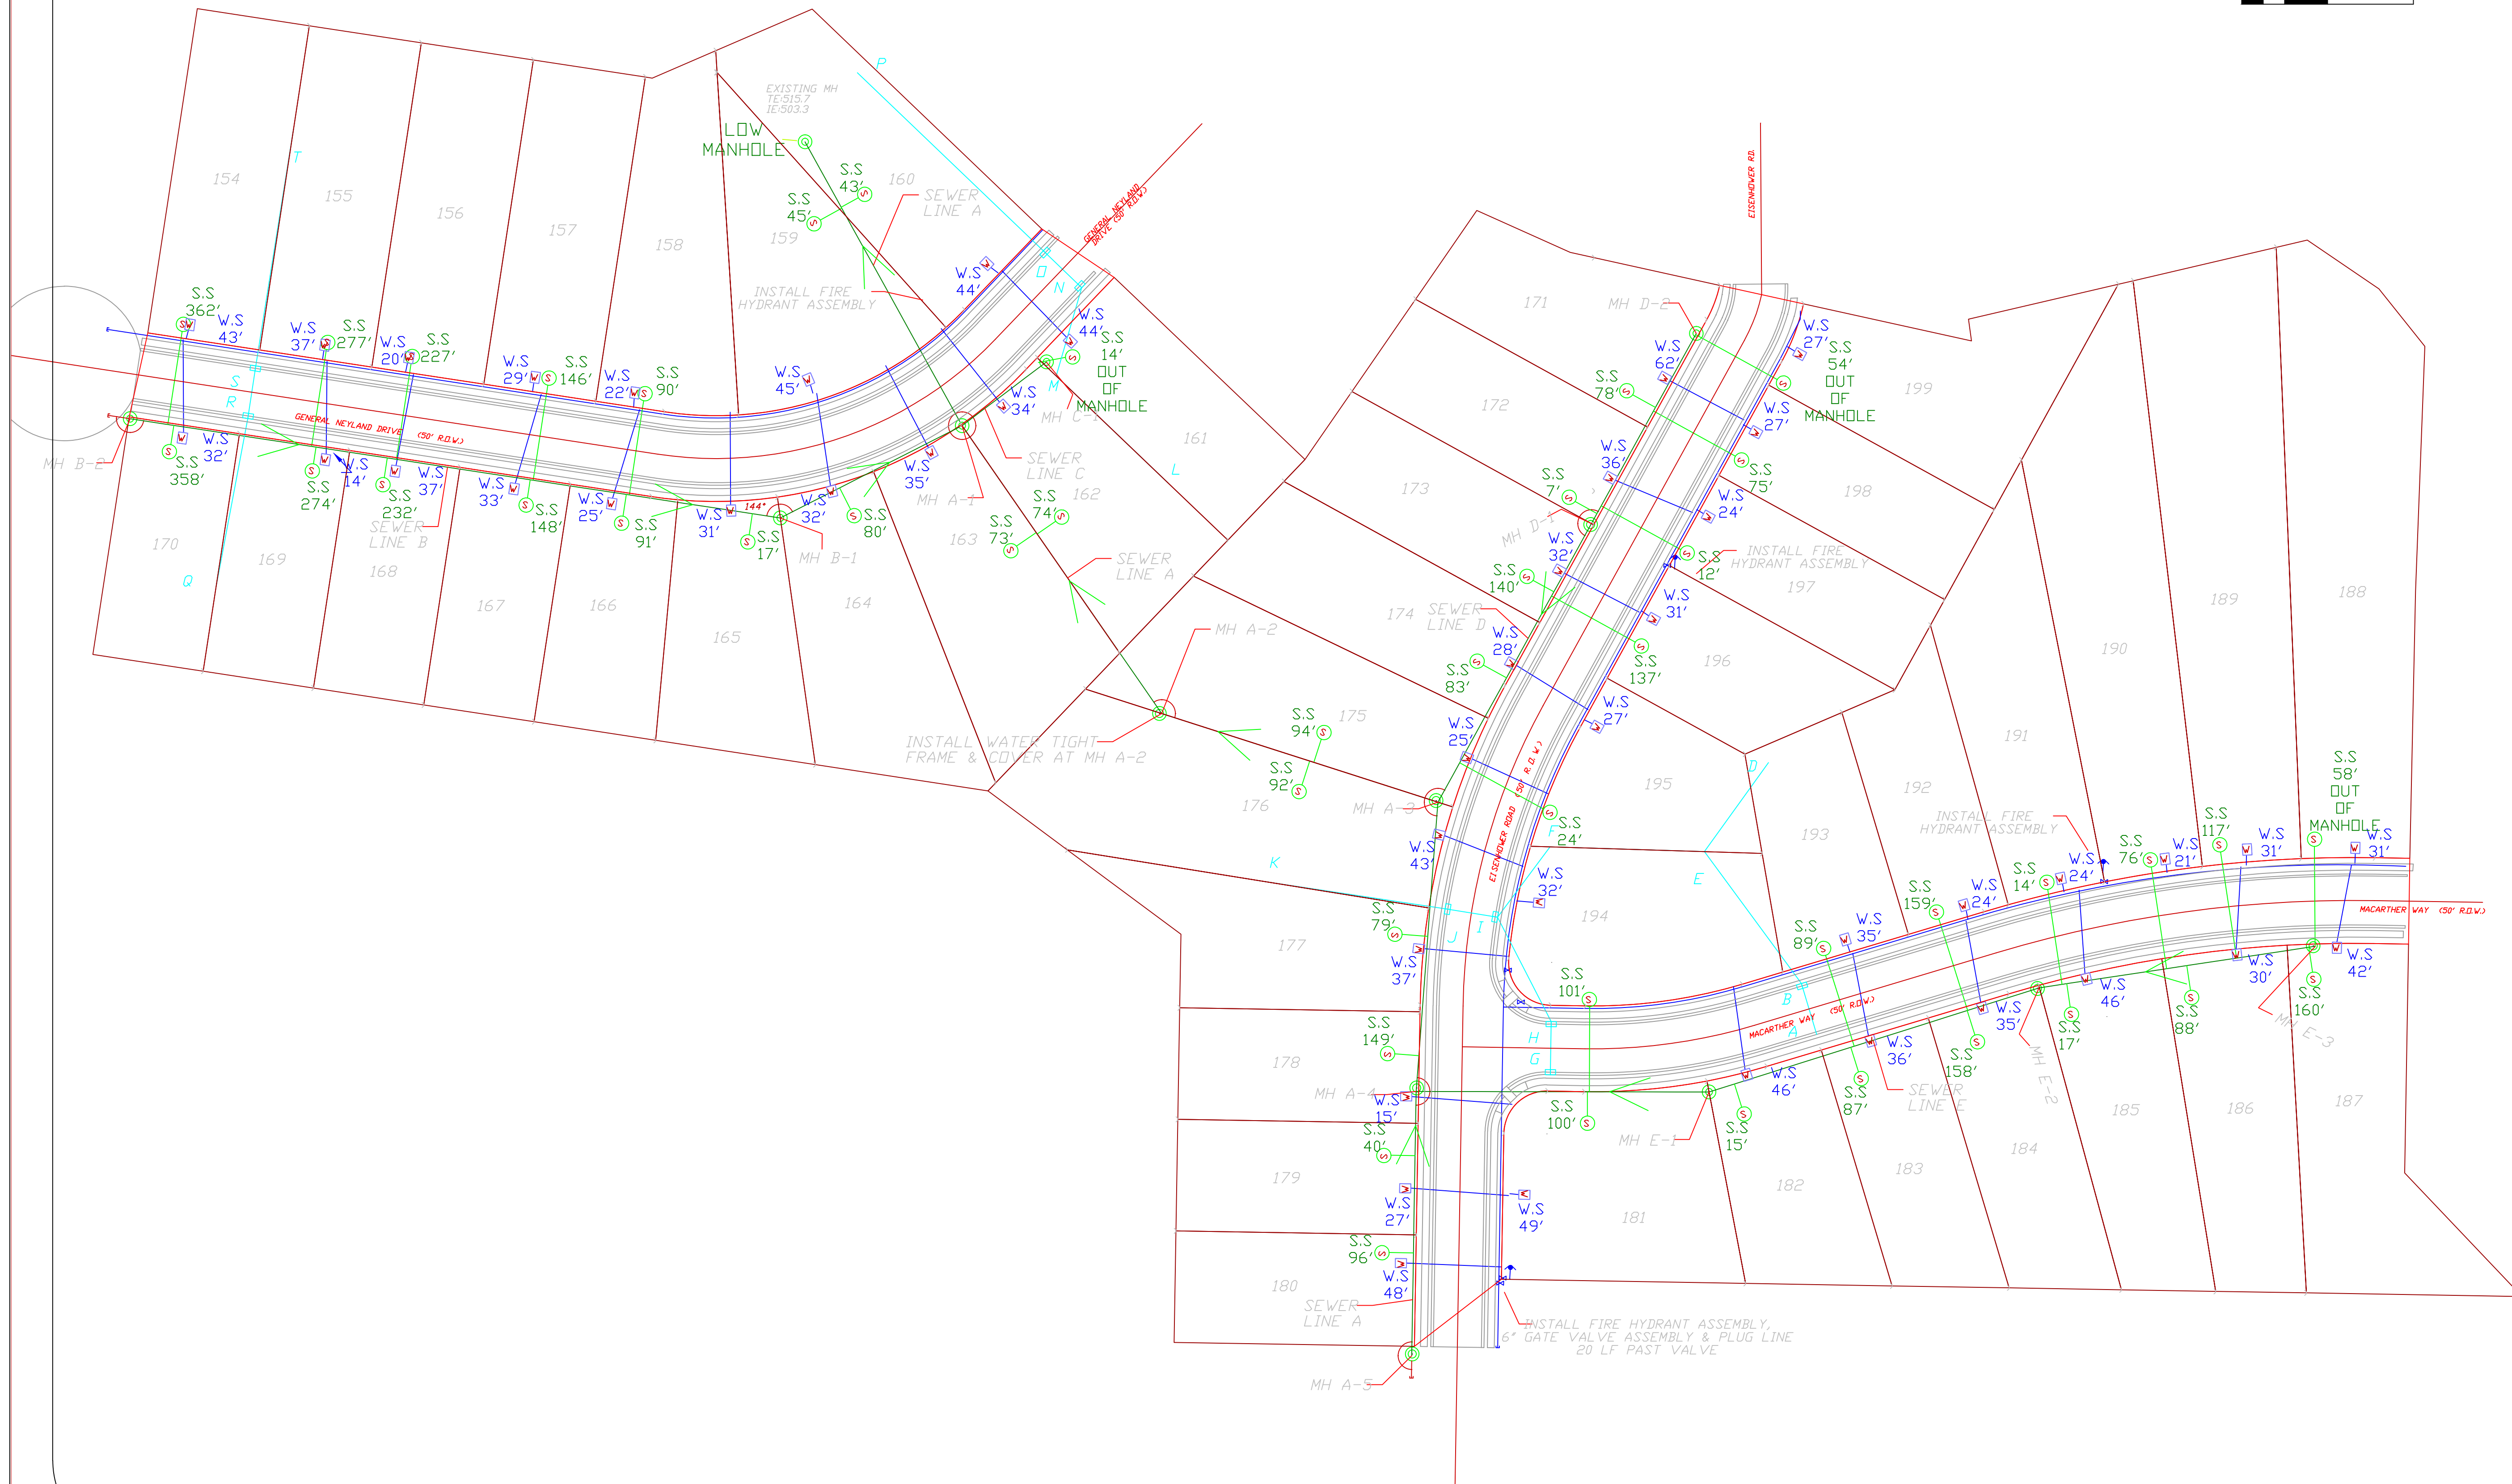 P
EXISTING MH
TE:515.7
IE:503.3
LOW
MANHOLE
S.S
43'
S.S
45'
160
SEWER
LINE A
GENERAL NEYLAND
DRIVE (50' R.O.W.)
EISENHOWER RD.
T
154
155
156
157
158
159
O
N
INSTALL FIRE
HYDRANT ASSEMBLY
W.S
44'
W.S
44'
S.S
14'
OUT
OF
MANHOLE
M
MH C-1
S.S
362'
W.S
43'
W.S
37'
S.S
277'
W.S
20'
S.S
227'
W.S
29'
S.S
146'
W.S
22'
S.S
90'
W.S
45'
W.S
34'
S
R
GENERAL NEYLAND DRIVE (50' R.O.W.)
MH B-2
S.S
358'
W.S
32'
S.S
274'
W.S
14'
S.S
232'
W.S
37'
W.S
33'
S.S
148'
W.S
25'
S.S
91'
W.S
31'
144°
S.S
17'
W.S
32'
S.S
80'
W.S
35'
MH A-1
MH B-1
SEWER
LINE B
SEWER
LINE C
161
L
162
S.S
74'
S.S
73'
163
SEWER
LINE A
170
169
168
167
166
165
164
Q
MH A-2
INSTALL WATER TIGHT
FRAME & COVER AT MH A-2
171
MH D-2
172
173
174
175
176
W.S
62'
S.S
78'
W.S
27'
S.S
54'
OUT
OF
MANHOLE
W.S
27'
199
198
197
196
195
194
193
192
191
190
189
188
W.S
36'
S.S
7'
MH D-1
S.S
75'
W.S
24'
W.S
32'
S.S
12'
INSTALL FIRE
HYDRANT ASSEMBLY
S.S
140'
W.S
31'
SEWER
LINE D
W.S
28'
S.S
137'
S.S
83'
W.S
27'
W.S
25'
S.S
94'
S.S
92'
MH A-3
EISENHOWER ROAD (50' R.O.W.)
S.S
24'
D
F
E
W.S
43'
K
W.S
32'
I
J
S.S
79'
W.S
37'
177
178
179
180
S.S
149'
MH A-4
W.S
15'
S.S
40'
W.S
27'
W.S
49'
S.S
96'
W.S
48'
SEWER
LINE A
MH A-5
INSTALL FIRE HYDRANT ASSEMBLY,
6" GATE VALVE ASSEMBLY & PLUG LINE
20 LF PAST VALVE
S.S
101'
H
G
S.S
100'
MH E-1
S.S
15'
W.S
46'
B
A
MACARTHER WAY (50' R.O.W.)
S.S
89'
W.S
35'
S.S
87'
W.S
36'
SEWER
LINE E
S.S
159'
W.S
24'
S.S
158'
W.S
35'
MH E-2
S.S
14'
W.S
24'
S.S
17'
W.S
46'
INSTALL FIRE
HYDRANT ASSEMBLY
S.S
76'
W.S
21'
S.S
88'
S.S
117'
W.S
31'
W.S
30'
S.S
58'
OUT
OF
MANHOLE
W.S
31'
S.S
160'
W.S
42'
MH E-3
MACARTHER WAY (50' R.O.W.)
181
182
183
184
185
186
187